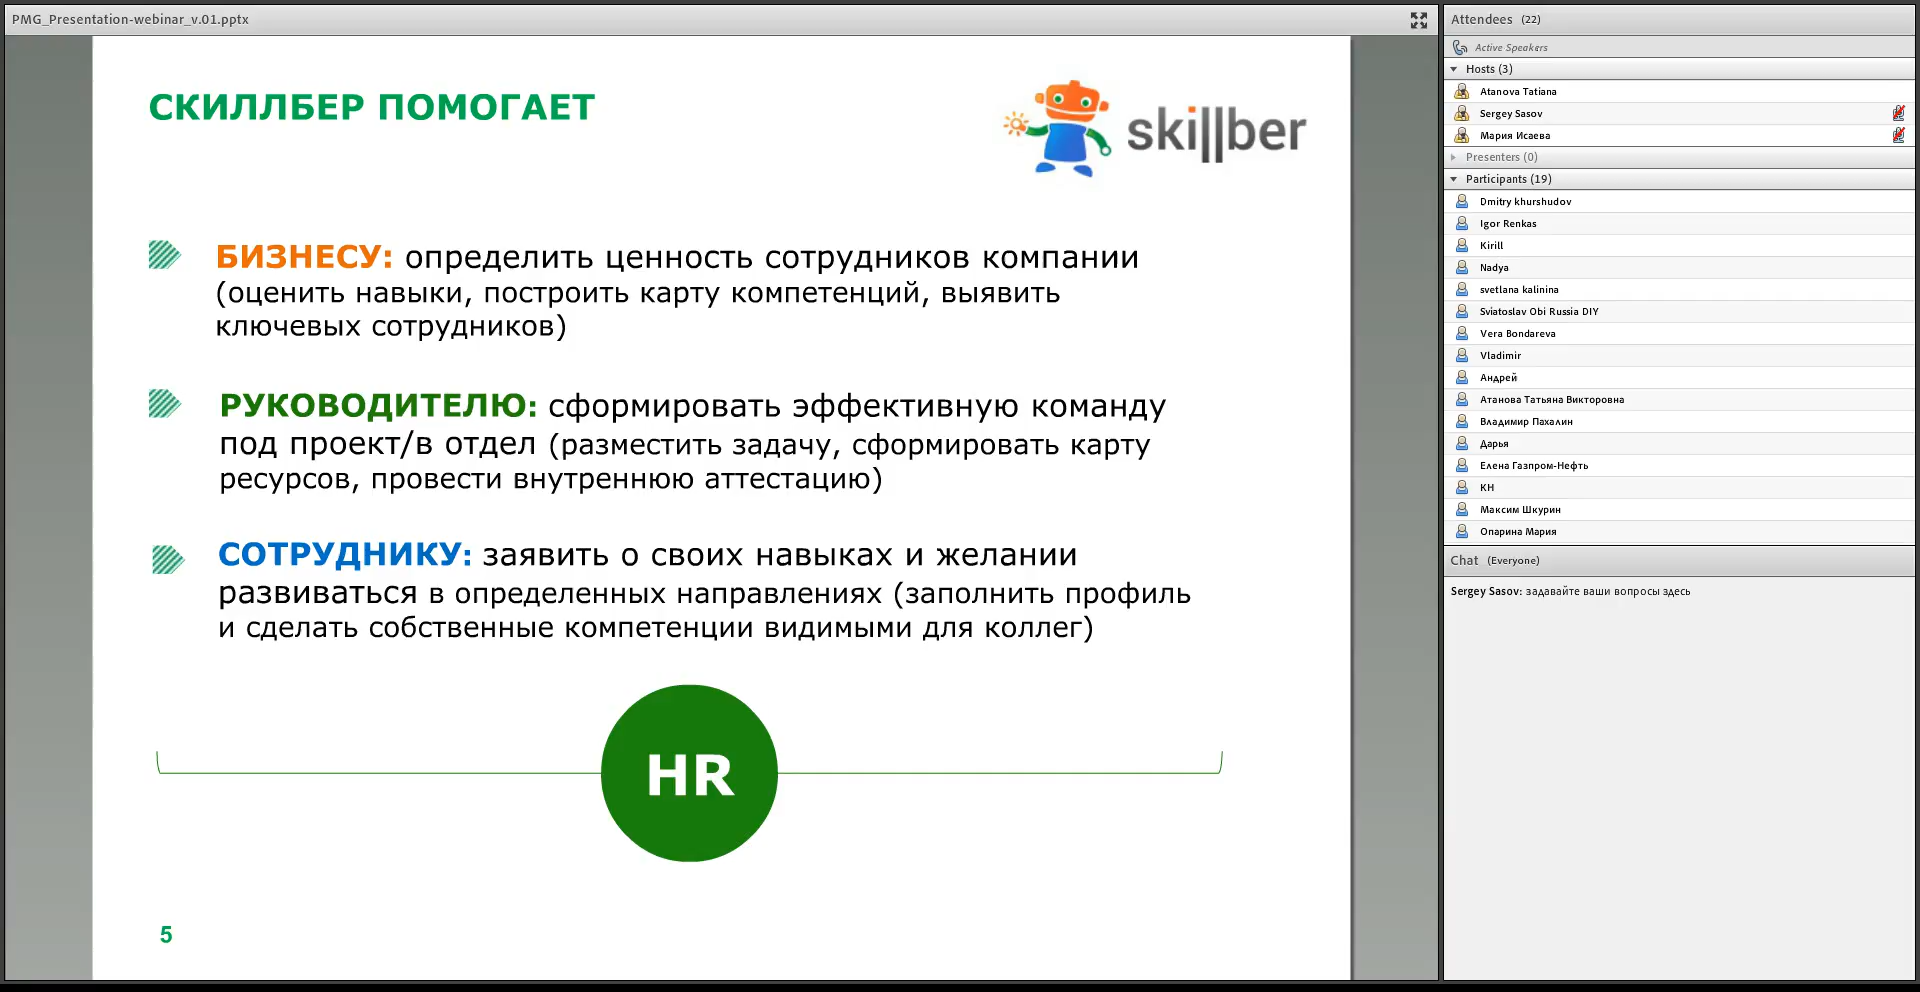 PMG_Presentation-webinar_v.01.pptx
СКИЛЛБЕР ПОМОГАЕТ
skillber
БИЗНЕСУ: определить ценность сотрудников компании
(оценить навыки, построить карту компетенций, выявить
ключевых сотрудников)
РУКОВОДИТЕЛЮ: сформировать эффективную команду
под проект/в отдел (разместить задачу, сформировать карту
ресурсов, провести внутреннюю аттестацию)
СОТРУДНИКУ: заявить о своих навыках и желании
развиваться в определенных направлениях (заполнить профиль
и сделать собственные компетенции видимыми для коллег)
HR
5
Attendees (22)
Active Speakers
Hosts (3)
Atanova Tatiana
Sergey Sasov
Мария Исаева
Presenters (0)
Participants (19)
Dmitry khurshudov
Igor Renkas
Kirill
Nadya
svetlana kalinina
Sviatoslav Obi Russia DIY
Vera Bondareva
Vladimir
Андрей
Атанова Татьяна Викторовна
Владимир Пахалин
Дарья
Елена Газпром-Нефть
КН
Максим Шкурин
Опарина Мария
Chat (Everyone)
Sergey Sasov: задавайте ваши вопросы здесь